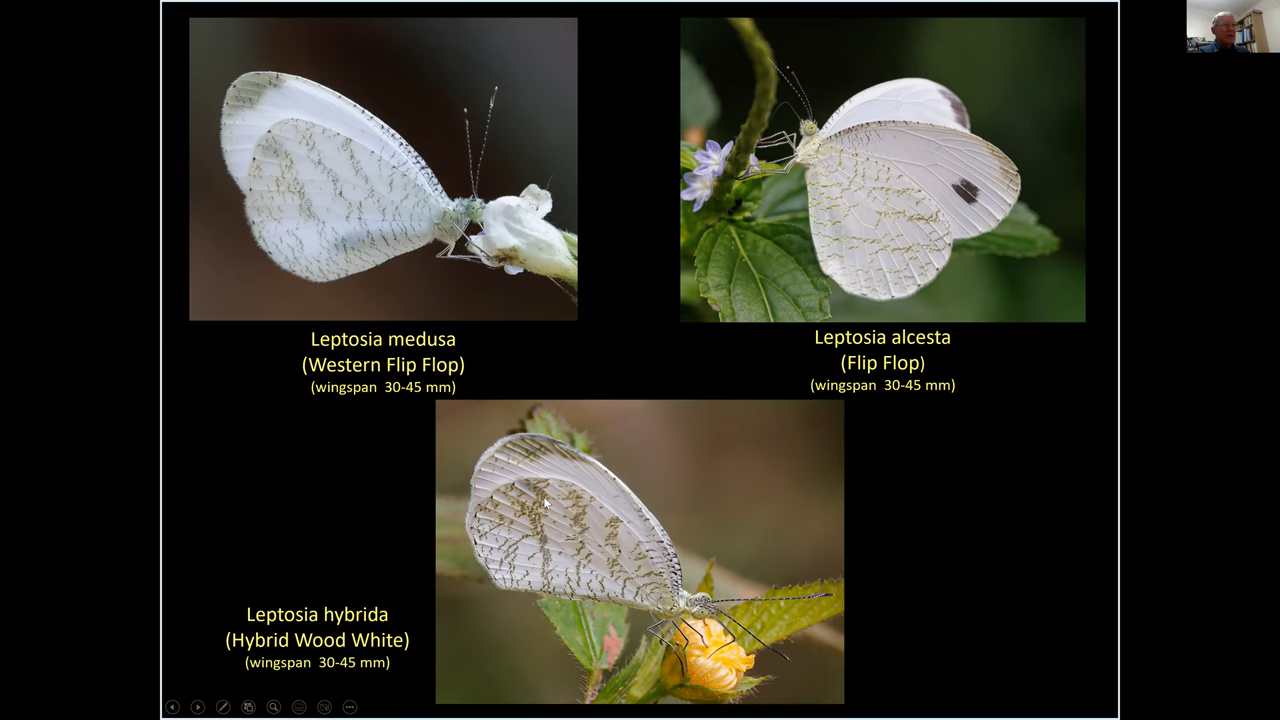 Leptosia medusa
(Western Flip Flop)
(wingspan 30-45 mm)
Leptosia alcesta
(Flip Flop)
(wingspan 30-45 mm)
Leptosia hybrida
(Hybrid Wood White)
(wingspan 30-45 mm)